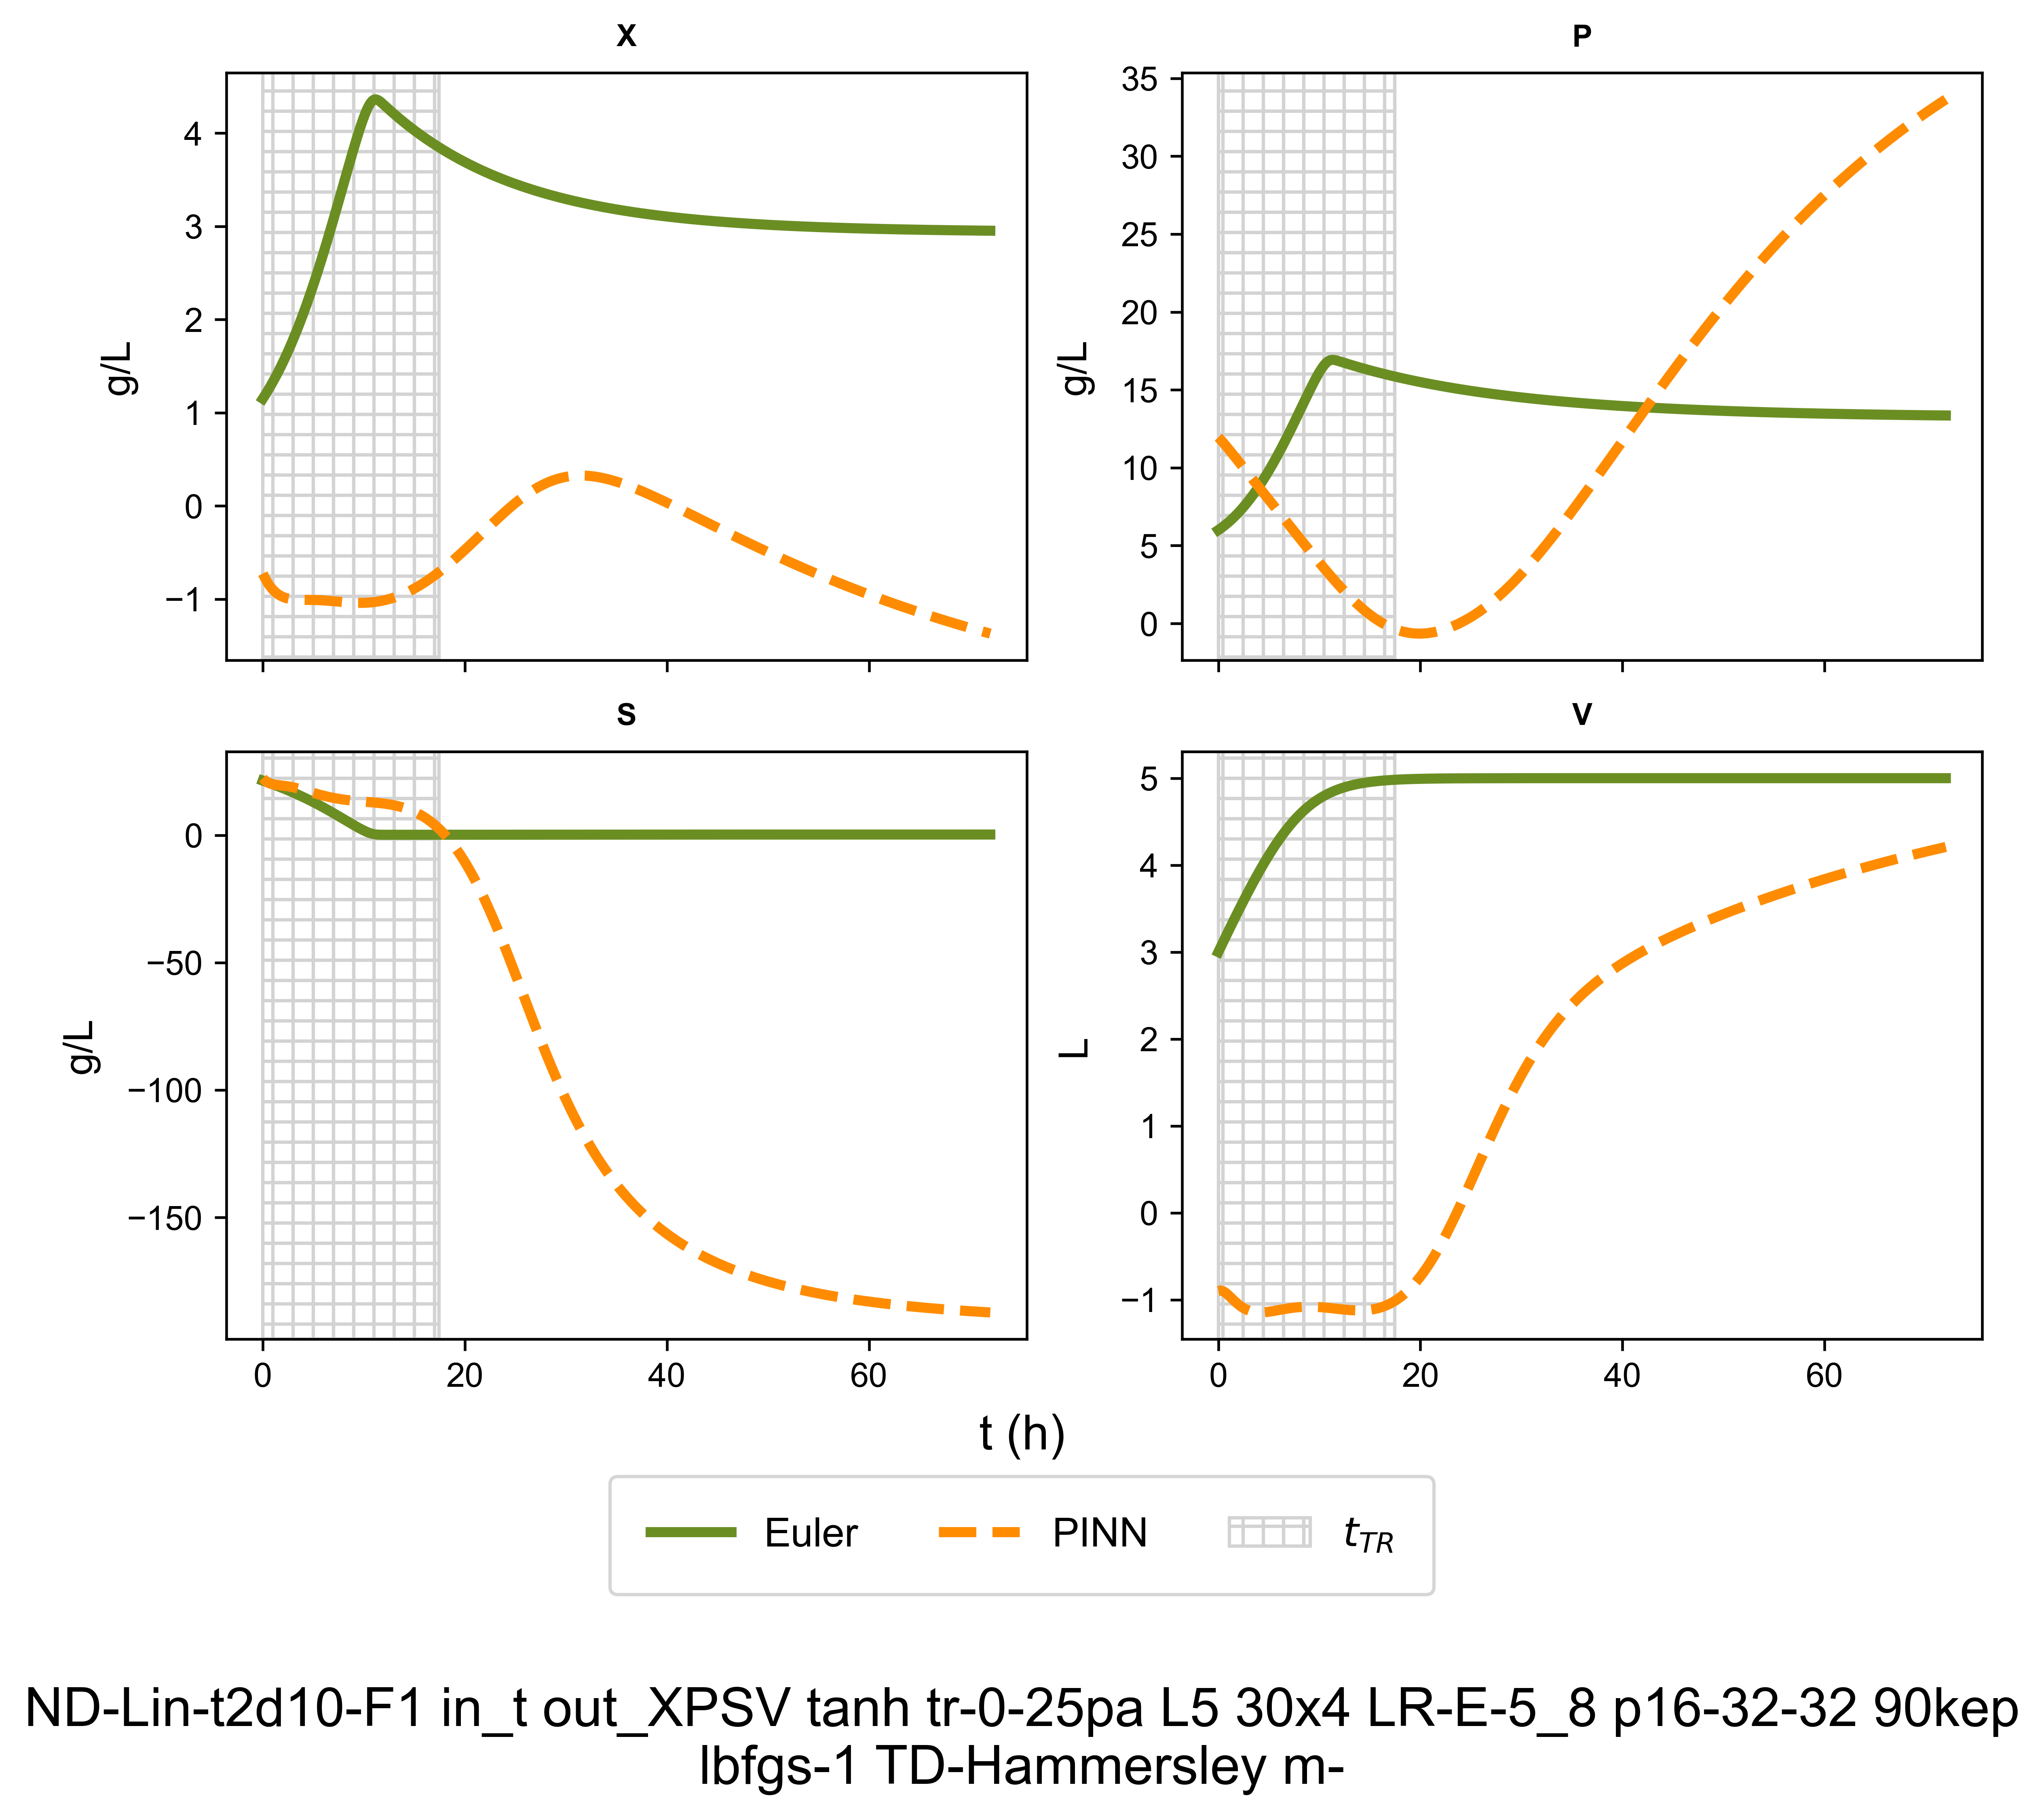 X
P
g/L
4
3
2
1
0
−1
g/L
35
30
25
20
15
10
5
0
S
V
g/L
0
−50
−100
−150
0
20
40
60
L
5
4
3
2
1
0
−1
0
20
40
60
t (h)
Euler
PINN
t_{TR}
ND-Lin-t2d10-F1 in_t out_XPSV tanh tr-0-25pa L5 30x4 LR-E-5_8 p16-32-32 90kep
lbfgs-1 TD-Hammersley m-